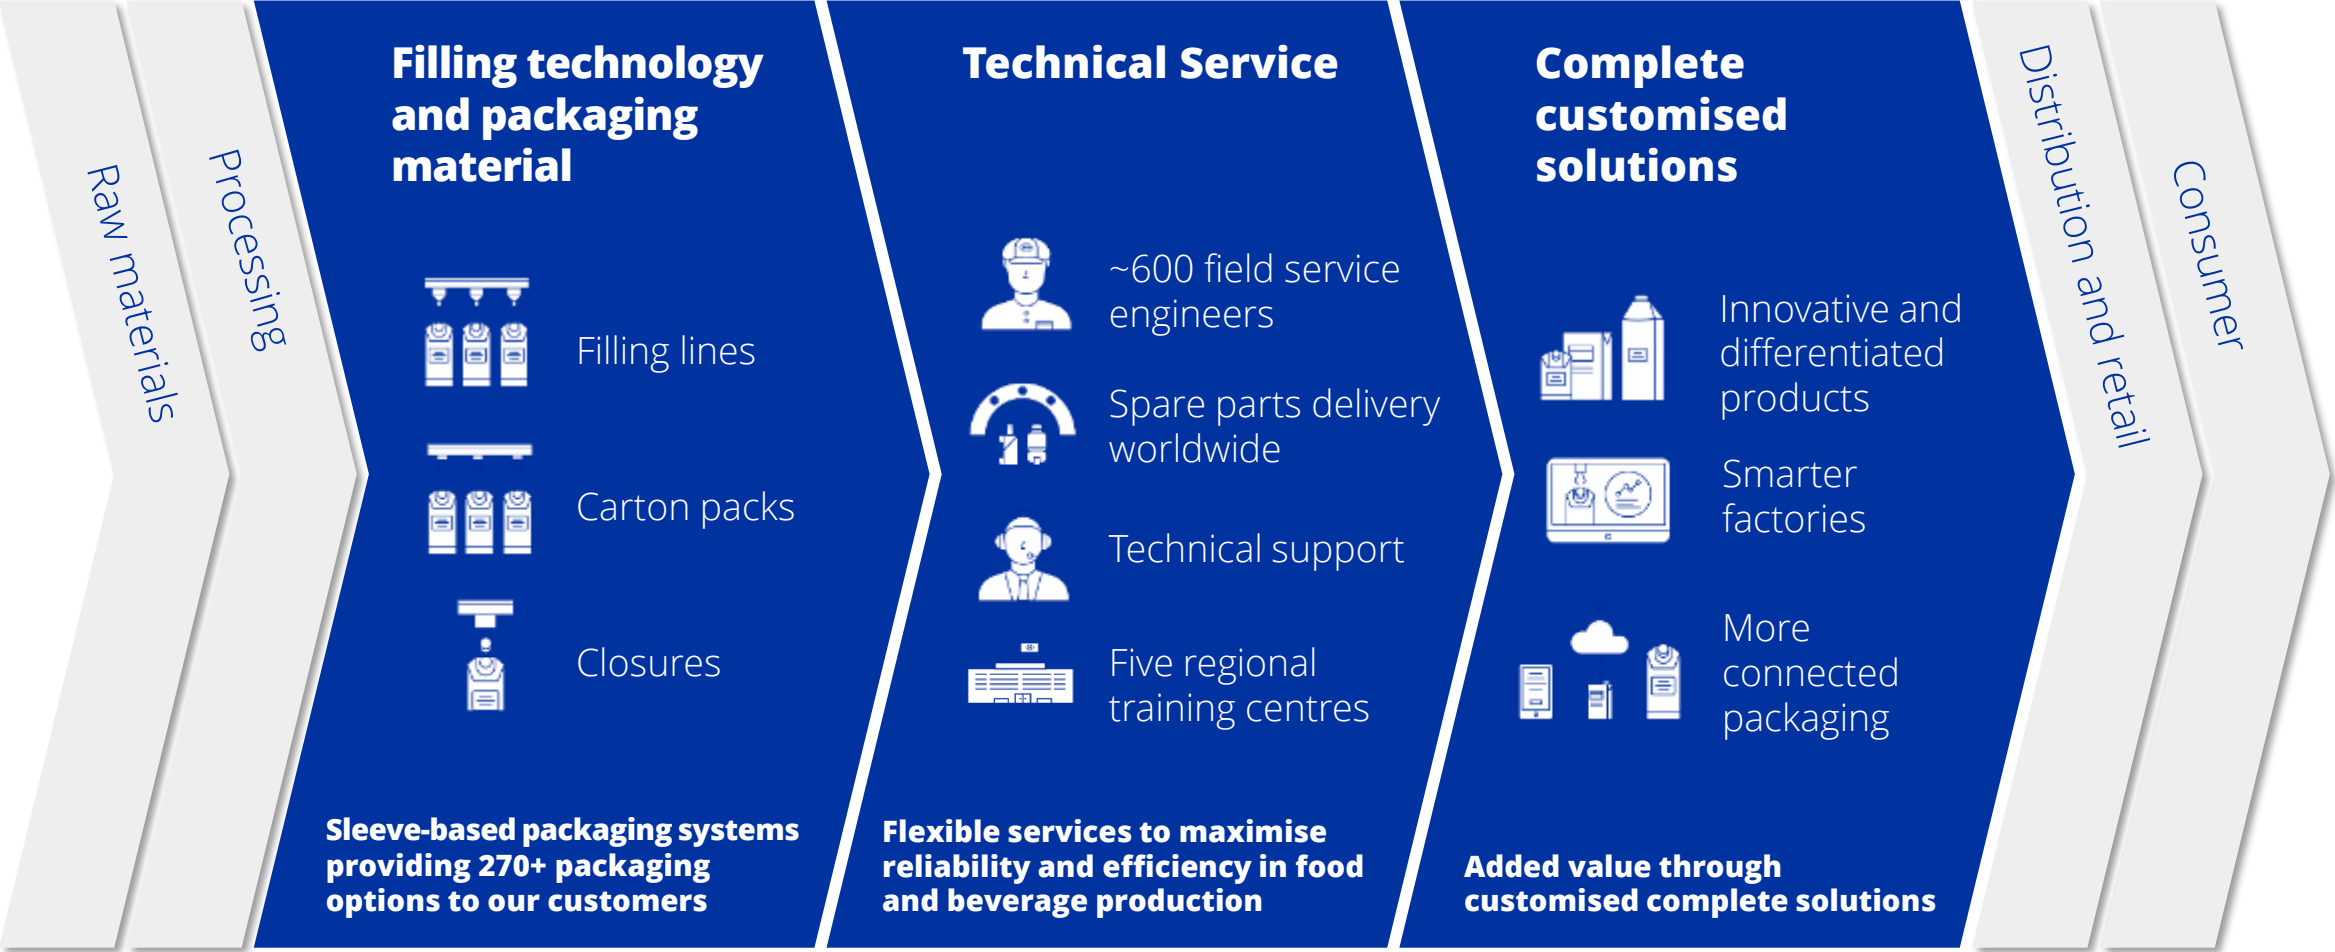 Raw materials
Processing
Filling technology
and packaging
material
Filling lines
Carton packs
Closures
Sleeve-based packaging systems
providing 270+ packaging
options to our customers
Technical Service
~600 field service
engineers
Spare parts delivery
worldwide
Technical support
Five regional
training centres
Flexible services to maximise
reliability and efficiency in food
and beverage production
Complete
customised
solutions
Innovative and
differentiated
products
Smarter
factories
More
connected
packaging
Added value through
customised complete solutions
Distribution and retail
Consumer